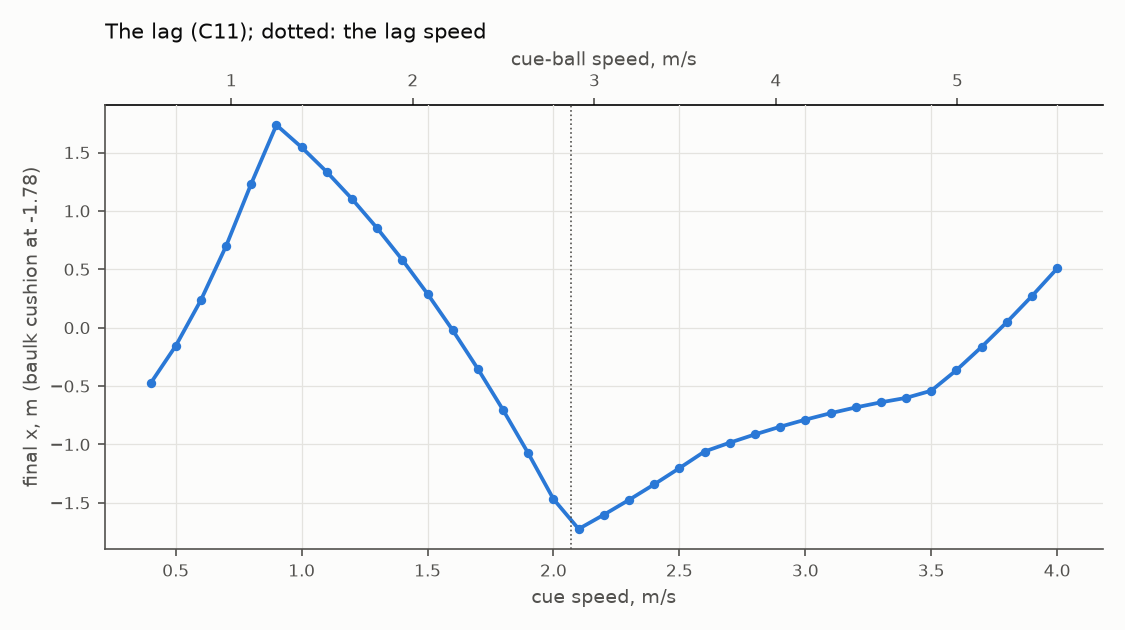 The lag (C11); dotted: the lag speed
cue-ball speed, m/s
1 2 3 4 5
final x, m (baulk cushion at -1.78)
1.5
1.0
0.5
0.0
−0.5
−1.0
−1.5
0.5 1.0 1.5 2.0 2.5 3.0 3.5 4.0
cue speed, m/s